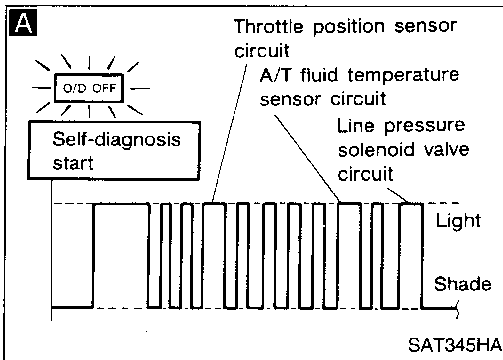 A
Throttle position sensor
circuit
O/D OFF
A/T fluid temperature
sensor circuit
Self-diagnosis
start
Line pressure
solenoid valve
circuit
Light
Shade
SAT345HA